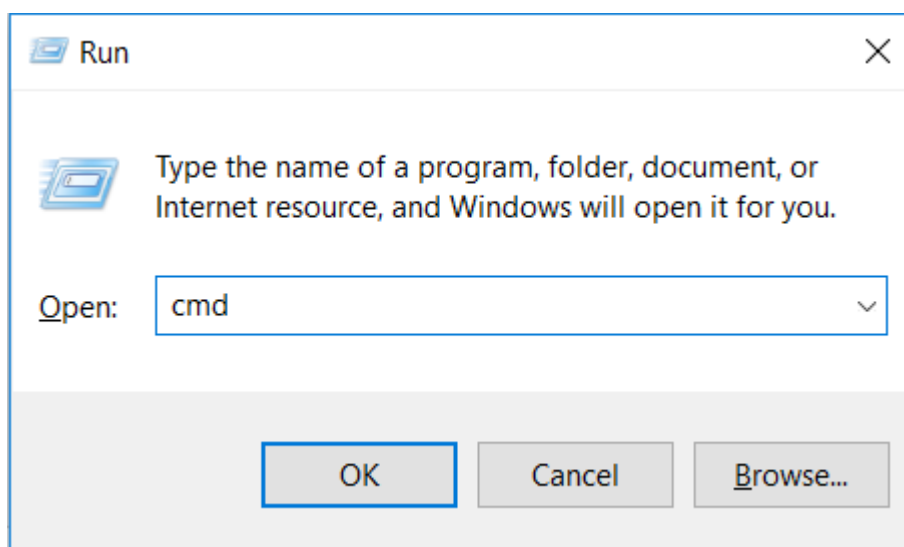 Run
Type the name of a program, folder, document, or
Internet resource, and Windows will open it for you.
Open: cmd
OK Cancel Browse...